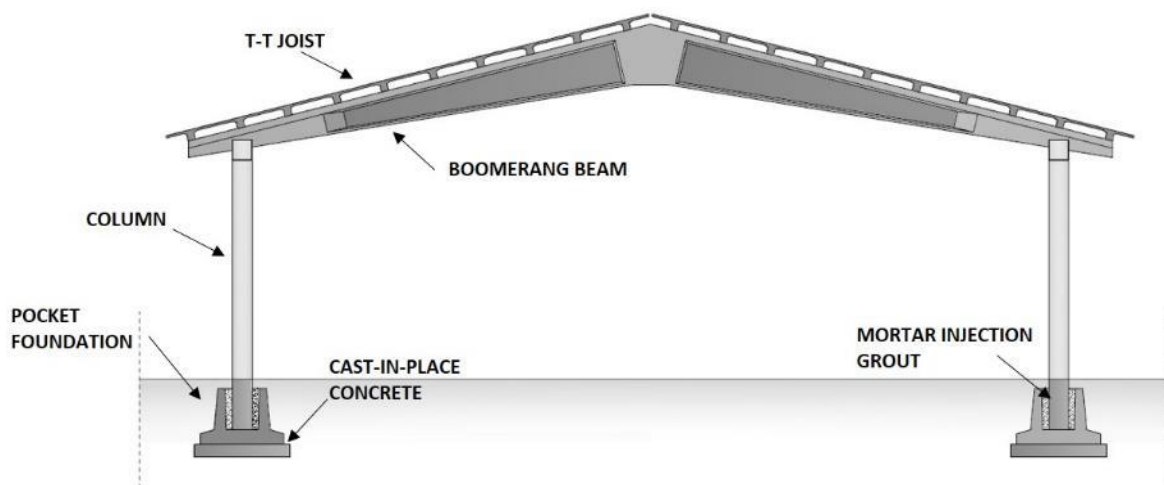 T-T JOIST
BOOMERANG BEAM
COLUMN
POCKET
FOUNDATION
CAST-IN-PLACE
CONCRETE
MORTAR INJECTION
GROUT